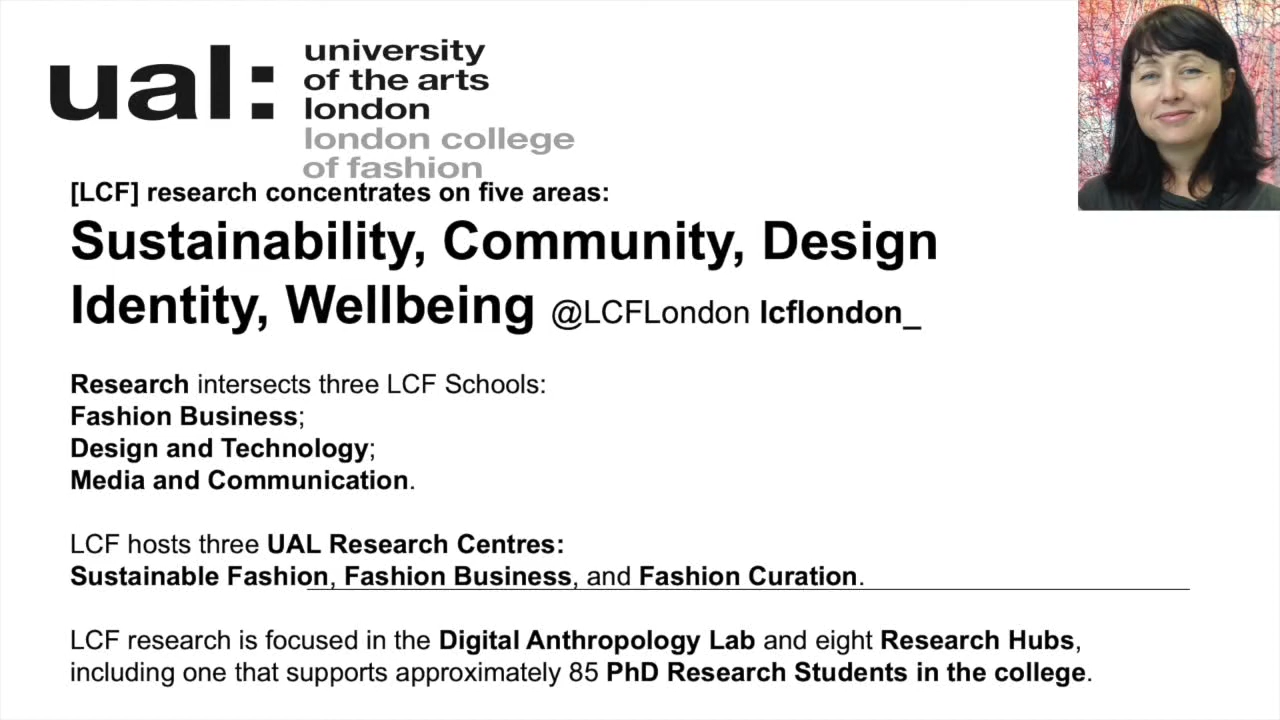 ual:
university
of the arts
london
london college
of fashion
[LCF] research concentrates on five areas:
Sustainability, Community, Design
Identity, Wellbeing @LCFLondon lcflondon_
Research intersects three LCF Schools:
Fashion Business;
Design and Technology;
Media and Communication.
LCF hosts three UAL Research Centres:
Sustainable Fashion, Fashion Business, and Fashion Curation.
LCF research is focused in the Digital Anthropology Lab and eight Research Hubs,
including one that supports approximately 85 PhD Research Students in the college.